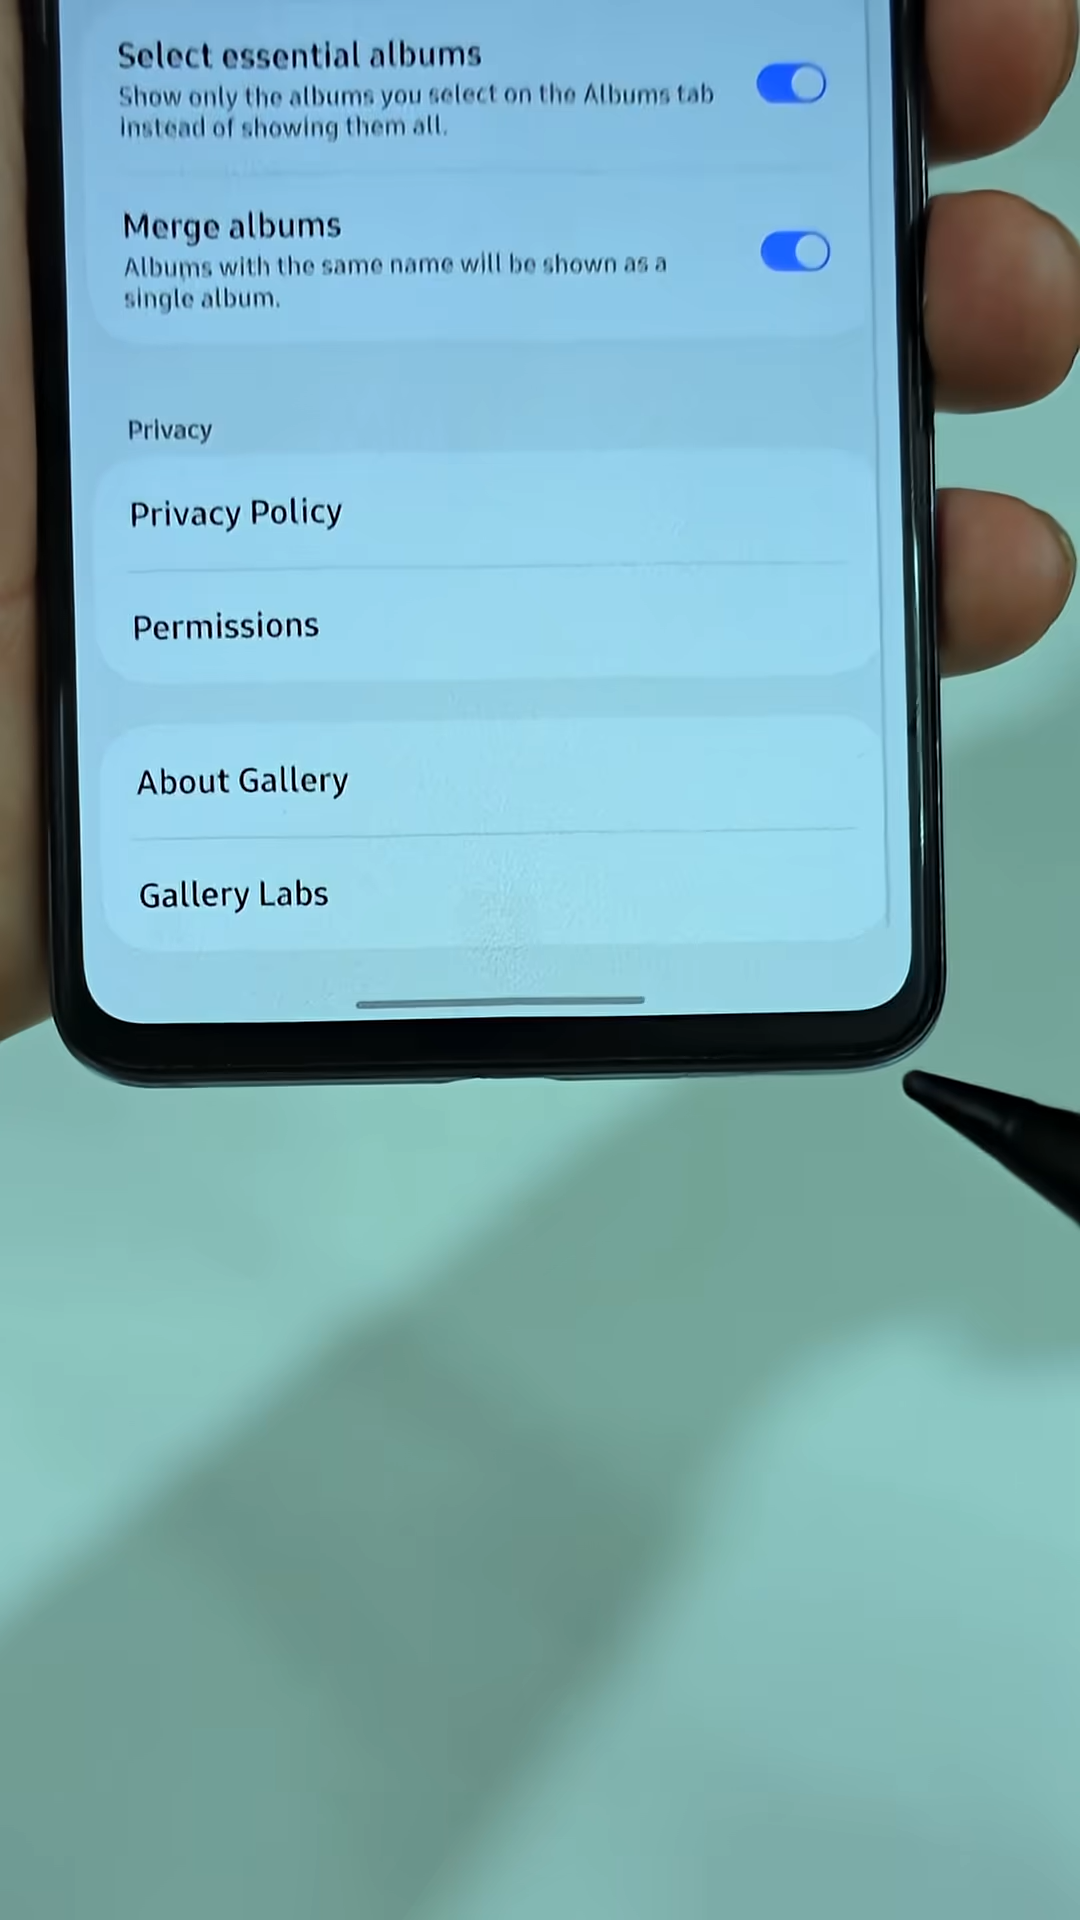 Select essential albums
Show only the albums you select on the Albums tab
instead of showing them all.
Merge albums
Albums with the same name will be shown as a
single album.
Privacy
Privacy Policy
Permissions
About Gallery
Gallery Labs